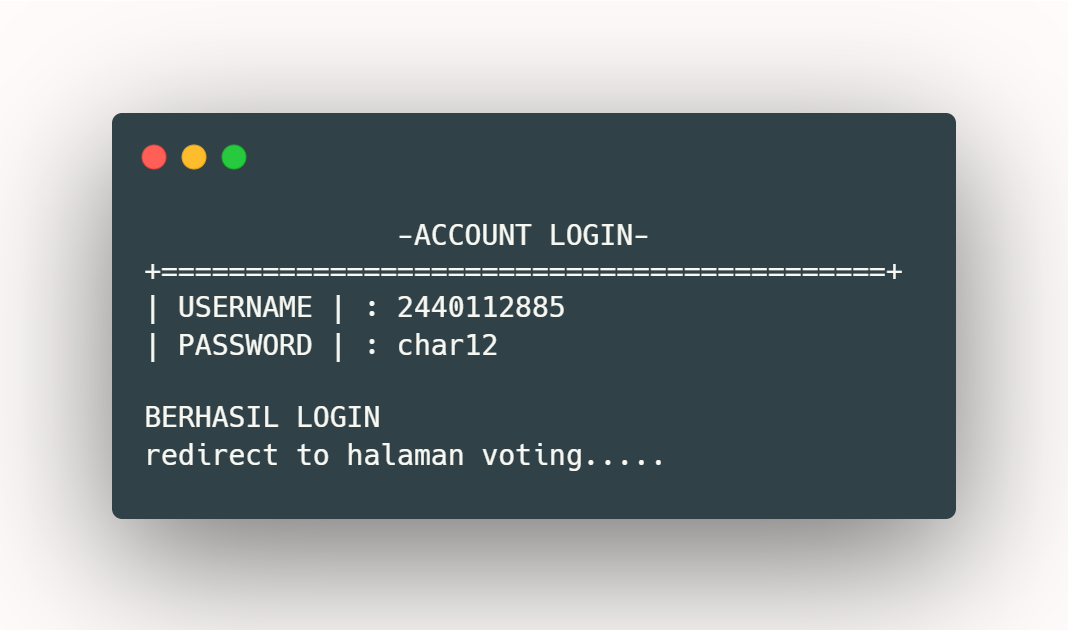 -ACCOUNT LOGIN-
+===========================================+
| USERNAME | : 2440112885
| PASSWORD | : char12
BERHASIL LOGIN
redirect to halaman voting.....